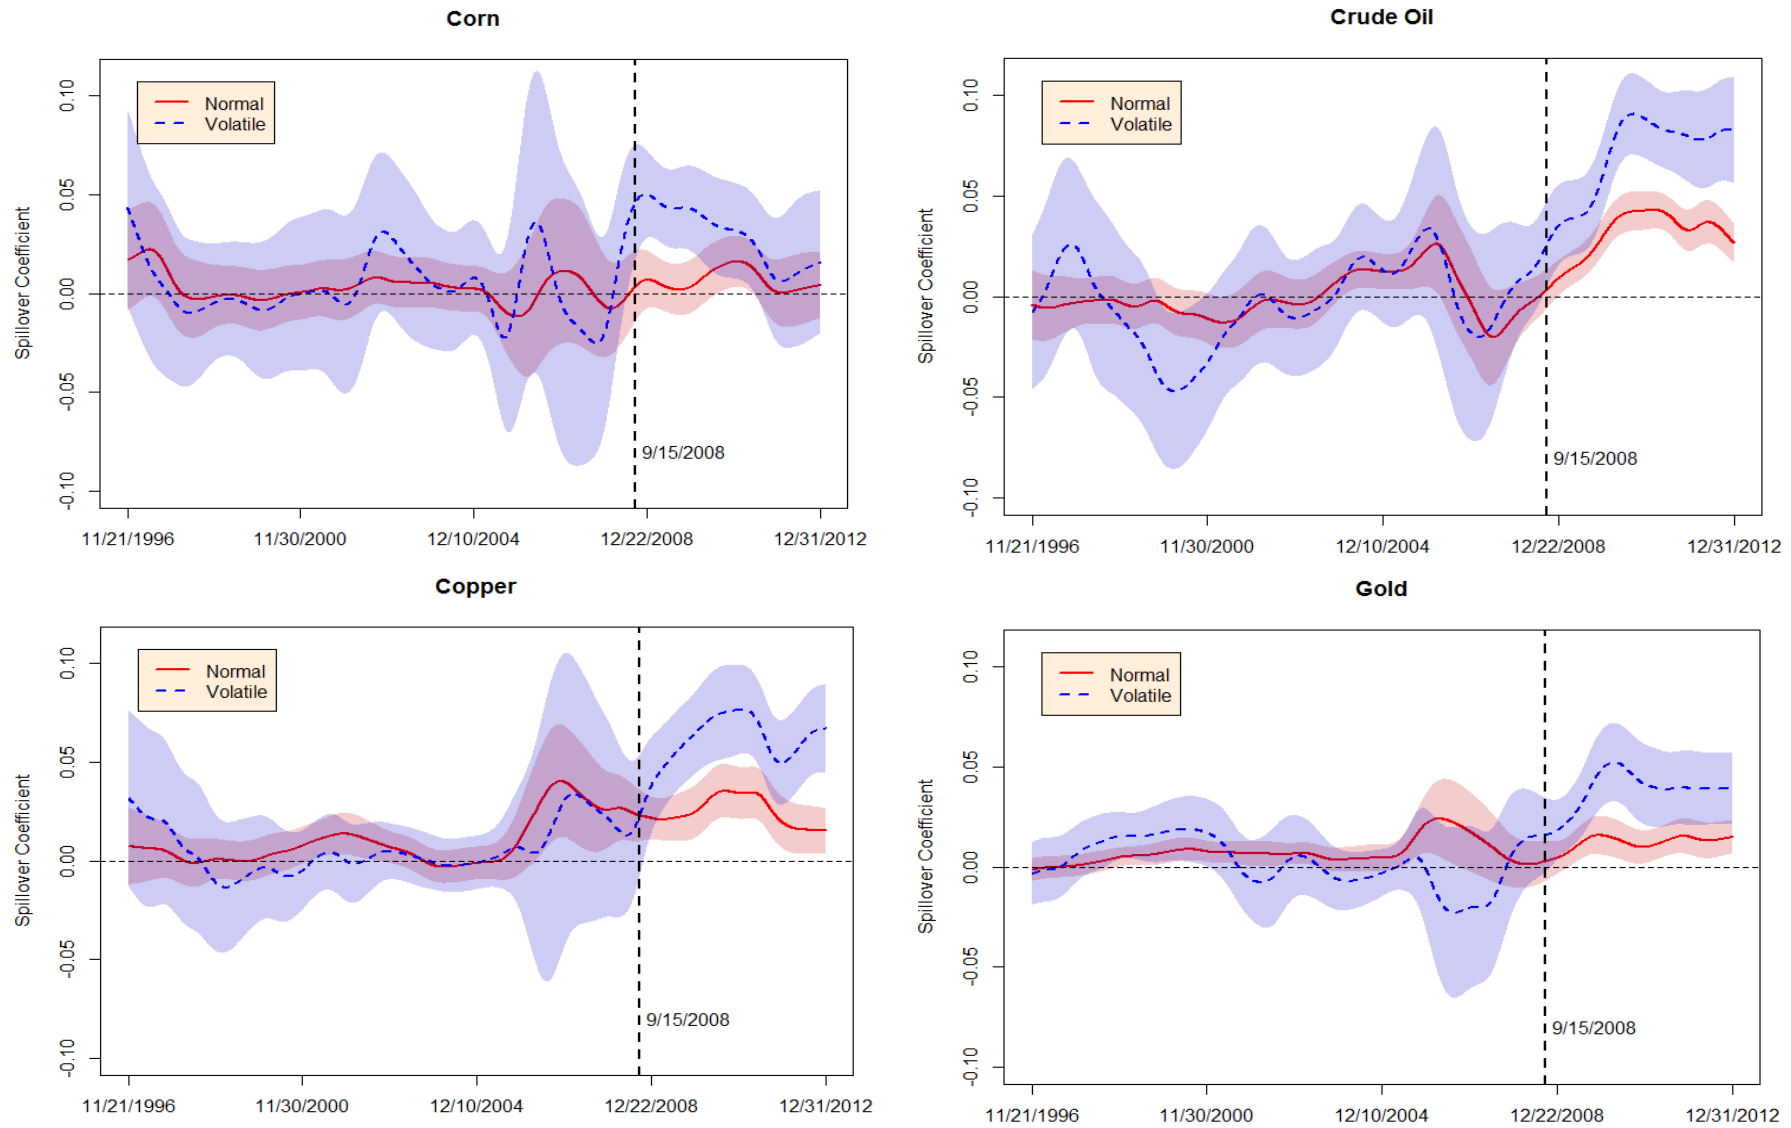 Corn
Normal
Volatile
Spillover Coefficient
0.10
0.05
0.00
-0.05
-0.10
9/15/2008
11/21/1996
11/30/2000
12/10/2004
12/22/2008
12/31/2012
Crude Oil
Normal
Volatile
Spillover Coefficient
0.10
0.05
0.00
-0.05
-0.10
9/15/2008
11/21/1996
11/30/2000
12/10/2004
12/22/2008
12/31/2012
Copper
Normal
Volatile
Spillover Coefficient
0.10
0.05
0.00
-0.05
-0.10
9/15/2008
11/21/1996
11/30/2000
12/10/2004
12/22/2008
12/31/2012
Gold
Normal
Volatile
Spillover Coefficient
0.10
0.05
0.00
-0.05
-0.10
9/15/2008
11/21/1996
11/30/2000
12/10/2004
12/22/2008
12/31/2012